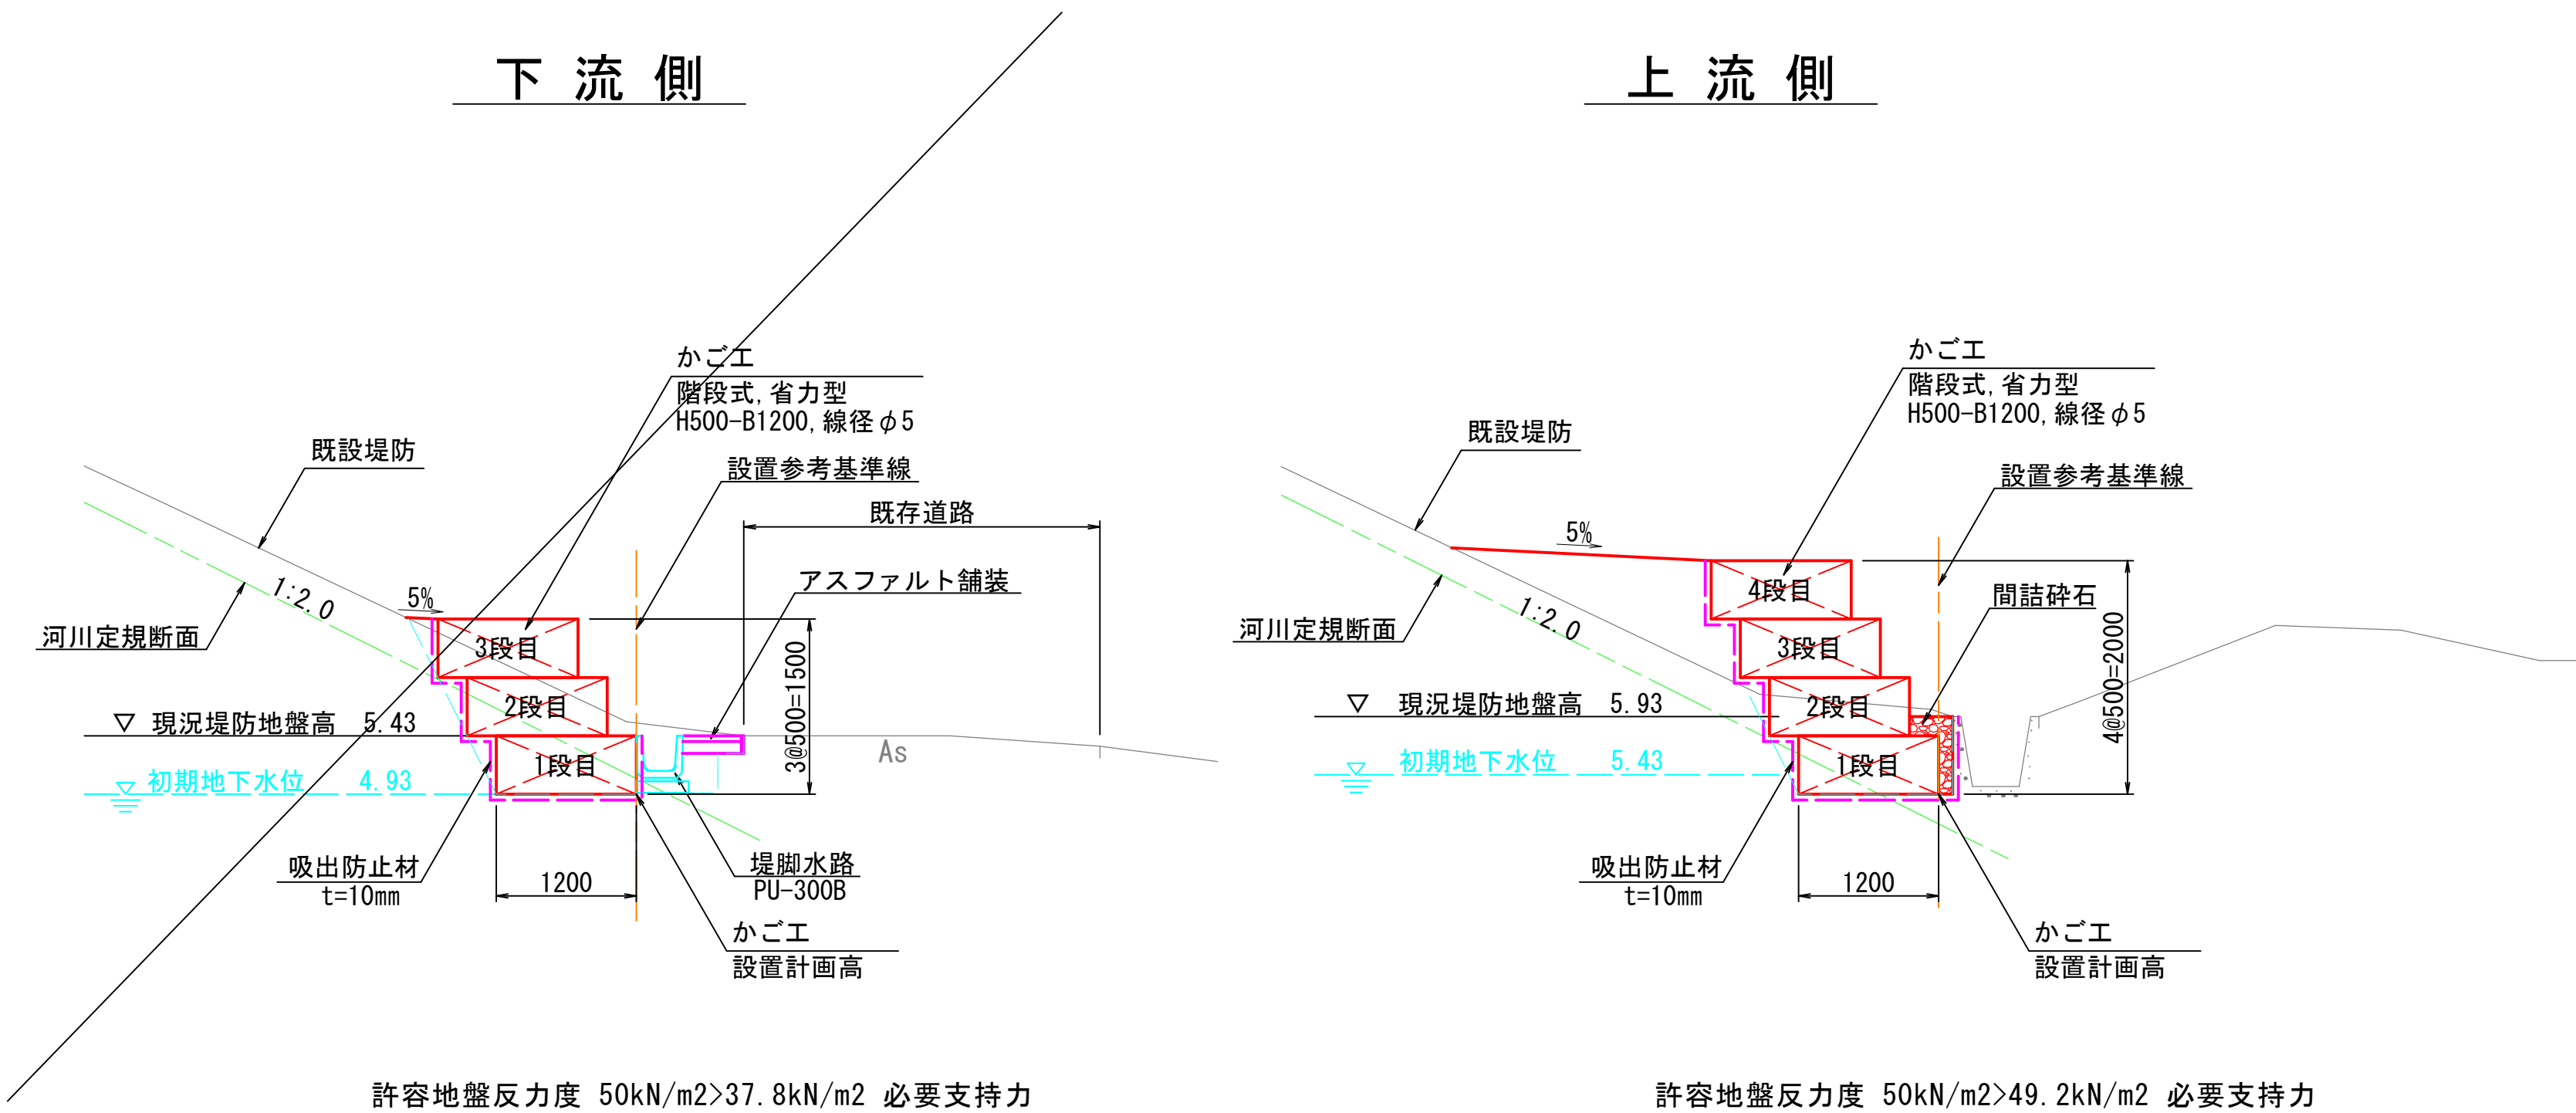 下流側
かご工
階段式,省力型
H500-B1200,線径φ5
既設堤防
設置参考基準線
既存道路
アスファルト舗装
1:2.0
5%
河川定規断面
3段目
2段目
1段目
3@500=1500
▽ 現況堤防地盤高 5.43
As
初期地下水位 4.93
吸出防止材
t=10mm
1200
堤脚水路
PU-300B
かご工
設置計画高
許容地盤反力度 50kN/m2>37.8kN/m2 必要支持力
上流側
かご工
階段式,省力型
H500-B1200,線径φ5
既設堤防
設置参考基準線
5%
間詰砕石
1:2.0
河川定規断面
4段目
3段目
2段目
1段目
4@500=2000
▽ 現況堤防地盤高 5.93
初期地下水位 5.43
吸出防止材
t=10mm
1200
かご工
設置計画高
許容地盤反力度 50kN/m2>49.2kN/m2 必要支持力